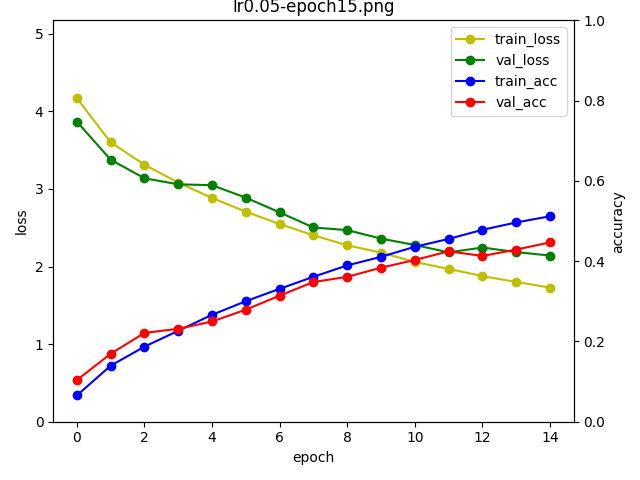 lr0.05-epoch15.png
train_loss
val_loss
train_acc
val_acc
5
4
3
2
1
0
loss
1.0
0.8
0.6
0.4
0.2
0.0
accuracy
0 2 4 6 8 10 12 14
epoch